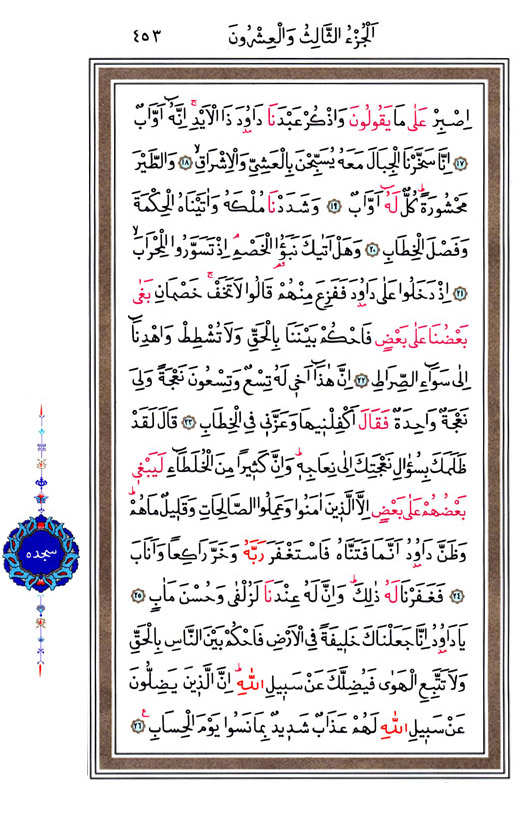 اَلْجُزْءُ الثَّالِثُ وَالْعِشْرُونَ ٤٥٣
اِصْبِرْ عَلٰى مَا يَقُولُونَ وَاذْكُرْ عَبْدَنَا دَاوُ۫دَ ذَا الْاَيْدِۚ اِنَّهُٓ اَوَّابٌ
﴿١٧﴾ اِنَّا سَخَّرْنَا الْجِبَالَ مَعَهُ يُسَبِّحْنَ بِالْعَشِيِّ وَالْاِشْرَاقِۙ ﴿١٨﴾ وَالطَّيْرَ
مَحْشُورَةًۜ كُلٌّ لَهُٓ اَوَّابٌ ﴿١٩﴾ وَشَدَدْنَا مُلْكَهُ وَاٰتَيْنَاهُ الْحِكْمَةَ
وَفَصْلَ الْخِطَابِ ﴿٢٠﴾ وَهَلْ اَتٰيكَ نَبَؤُ۬ا الْخَصْمِۢ اِذْ تَسَوَّرُوا الْمِحْرَابَۙ
﴿٢١﴾ اِذْ دَخَلُوا عَلٰى دَاوُ۫دَ فَفَزِعَ مِنْهُمْ قَالُوا لَا تَخَفْۚ خَصْمَانِ بَغٰى
بَعْضُنَا عَلٰى بَعْضٍ فَاحْكُمْ بَيْنَنَا بِالْحَقِّ وَلَا تُشْطِطْ وَاهْدِنَٓا
اِلٰى سَوَٓاءِ الصِّرَاطِ ﴿٢٢﴾ اِنَّ هٰذَٓا اَخ۪ي لَهُ تِسْعٌ وَتِسْعُونَ نَعْجَةً وَلِيَ
نَعْجَةٌ وَاحِدَةٌ فَقَالَ اَكْفِلْن۪يهَا وَعَزَّن۪ي فِي الْخِطَابِ ﴿٢٣﴾ قَالَ لَقَدْ
ظَلَمَكَ بِسُؤَالِ نَعْجَتِكَ اِلٰى نِعَاجِه۪ۜ وَاِنَّ كَث۪يرًا مِنَ الْخُلَطَٓاءِ لَيَبْغ۪ي
بَعْضُهُمْ عَلٰى بَعْضٍ اِلَّا الَّذ۪ينَ اٰمَنُوا وَعَمِلُوا الصَّالِحَاتِ وَقَل۪يلٌ مَا هُمْۜ
وَظَنَّ دَاوُ۫دُ اَنَّمَا فَتَنَّاهُ فَاسْتَغْفَرَ رَبَّهُ وَخَرَّ رَاكِعًا وَاَنَابَ
﴿٢٤﴾ فَغَفَرْنَا لَهُ ذٰلِكَۜ وَاِنَّ لَهُ عِنْدَنَا لَزُلْفٰى وَحُسْنَ مَاٰبٍ ﴿٢٥﴾
يَا دَاوُ۫دُ اِنَّا جَعَلْنَاكَ خَل۪يفَةً فِي الْاَرْضِ فَاحْكُمْ بَيْنَ النَّاسِ بِالْحَقِّ
وَلَا تَتَّبِعِ الْهَوٰى فَيُضِلَّكَ عَنْ سَب۪يلِ اللّٰهِۜ اِنَّ الَّذ۪ينَ يَضِلُّونَ
عَنْ سَب۪يلِ اللّٰهِ لَهُمْ عَذَابٌ شَد۪يدٌ بِمَا نَسُوا يَوْمَ الْحِسَابِ۟ ﴿٢٦﴾ ع
سجده